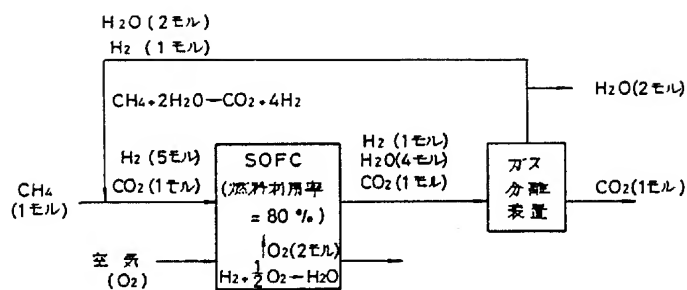 H₂O(2モル)
H₂(1モル)
CH₄+2H₂O—CO₂+4H₂
H₂O(2モル)
H₂(5モル)
CO₂(1モル)
CH₄
(1モル)
SOFC
(燃料利用率
=80%)
O₂(2モル)
H₂+1/2O₂—H₂O
H₂(1モル)
H₂O(4モル)
CO₂(1モル)
ガス
分離
装置
CO₂(1モル)
空気
(O₂)